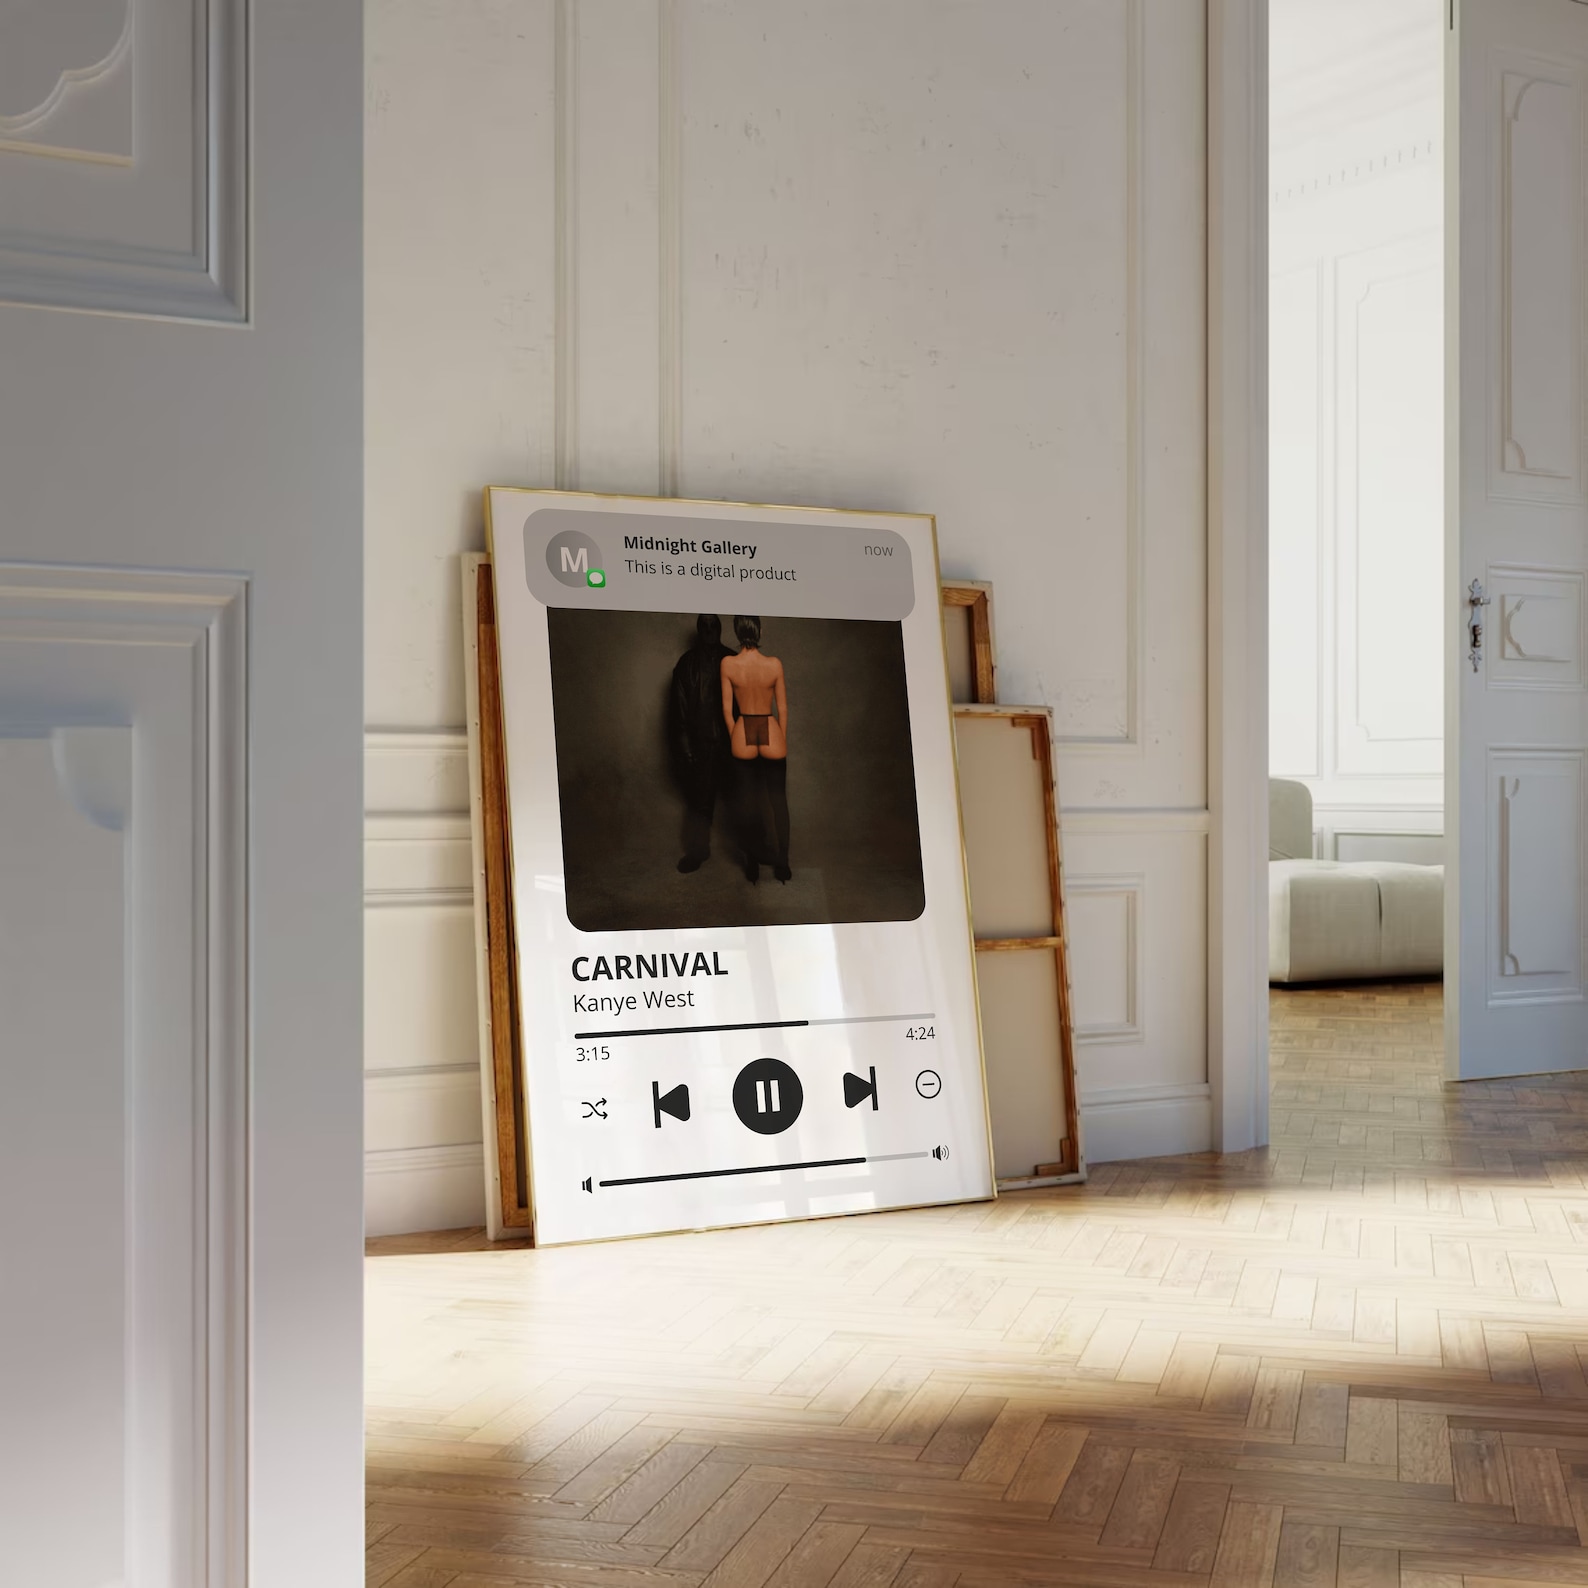 M
Midnight Gallery
now
This is a digital product
CARNIVAL
Kanye West
3:15
4:24